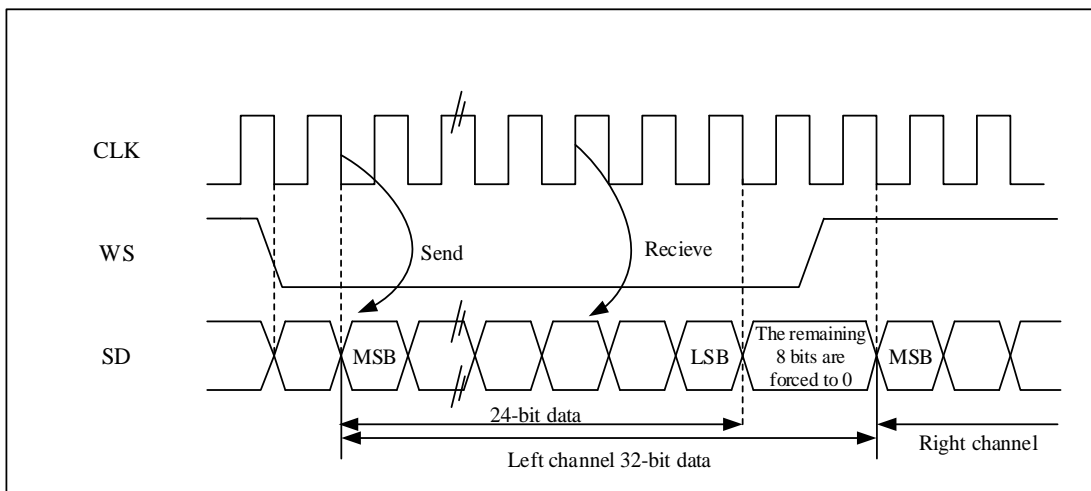 CLK
WS
Send
Recieve
SD
MSB
LSB
The remaining
8 bits are
forced to 0
MSB
24-bit data
Left channel 32-bit data
Right channel